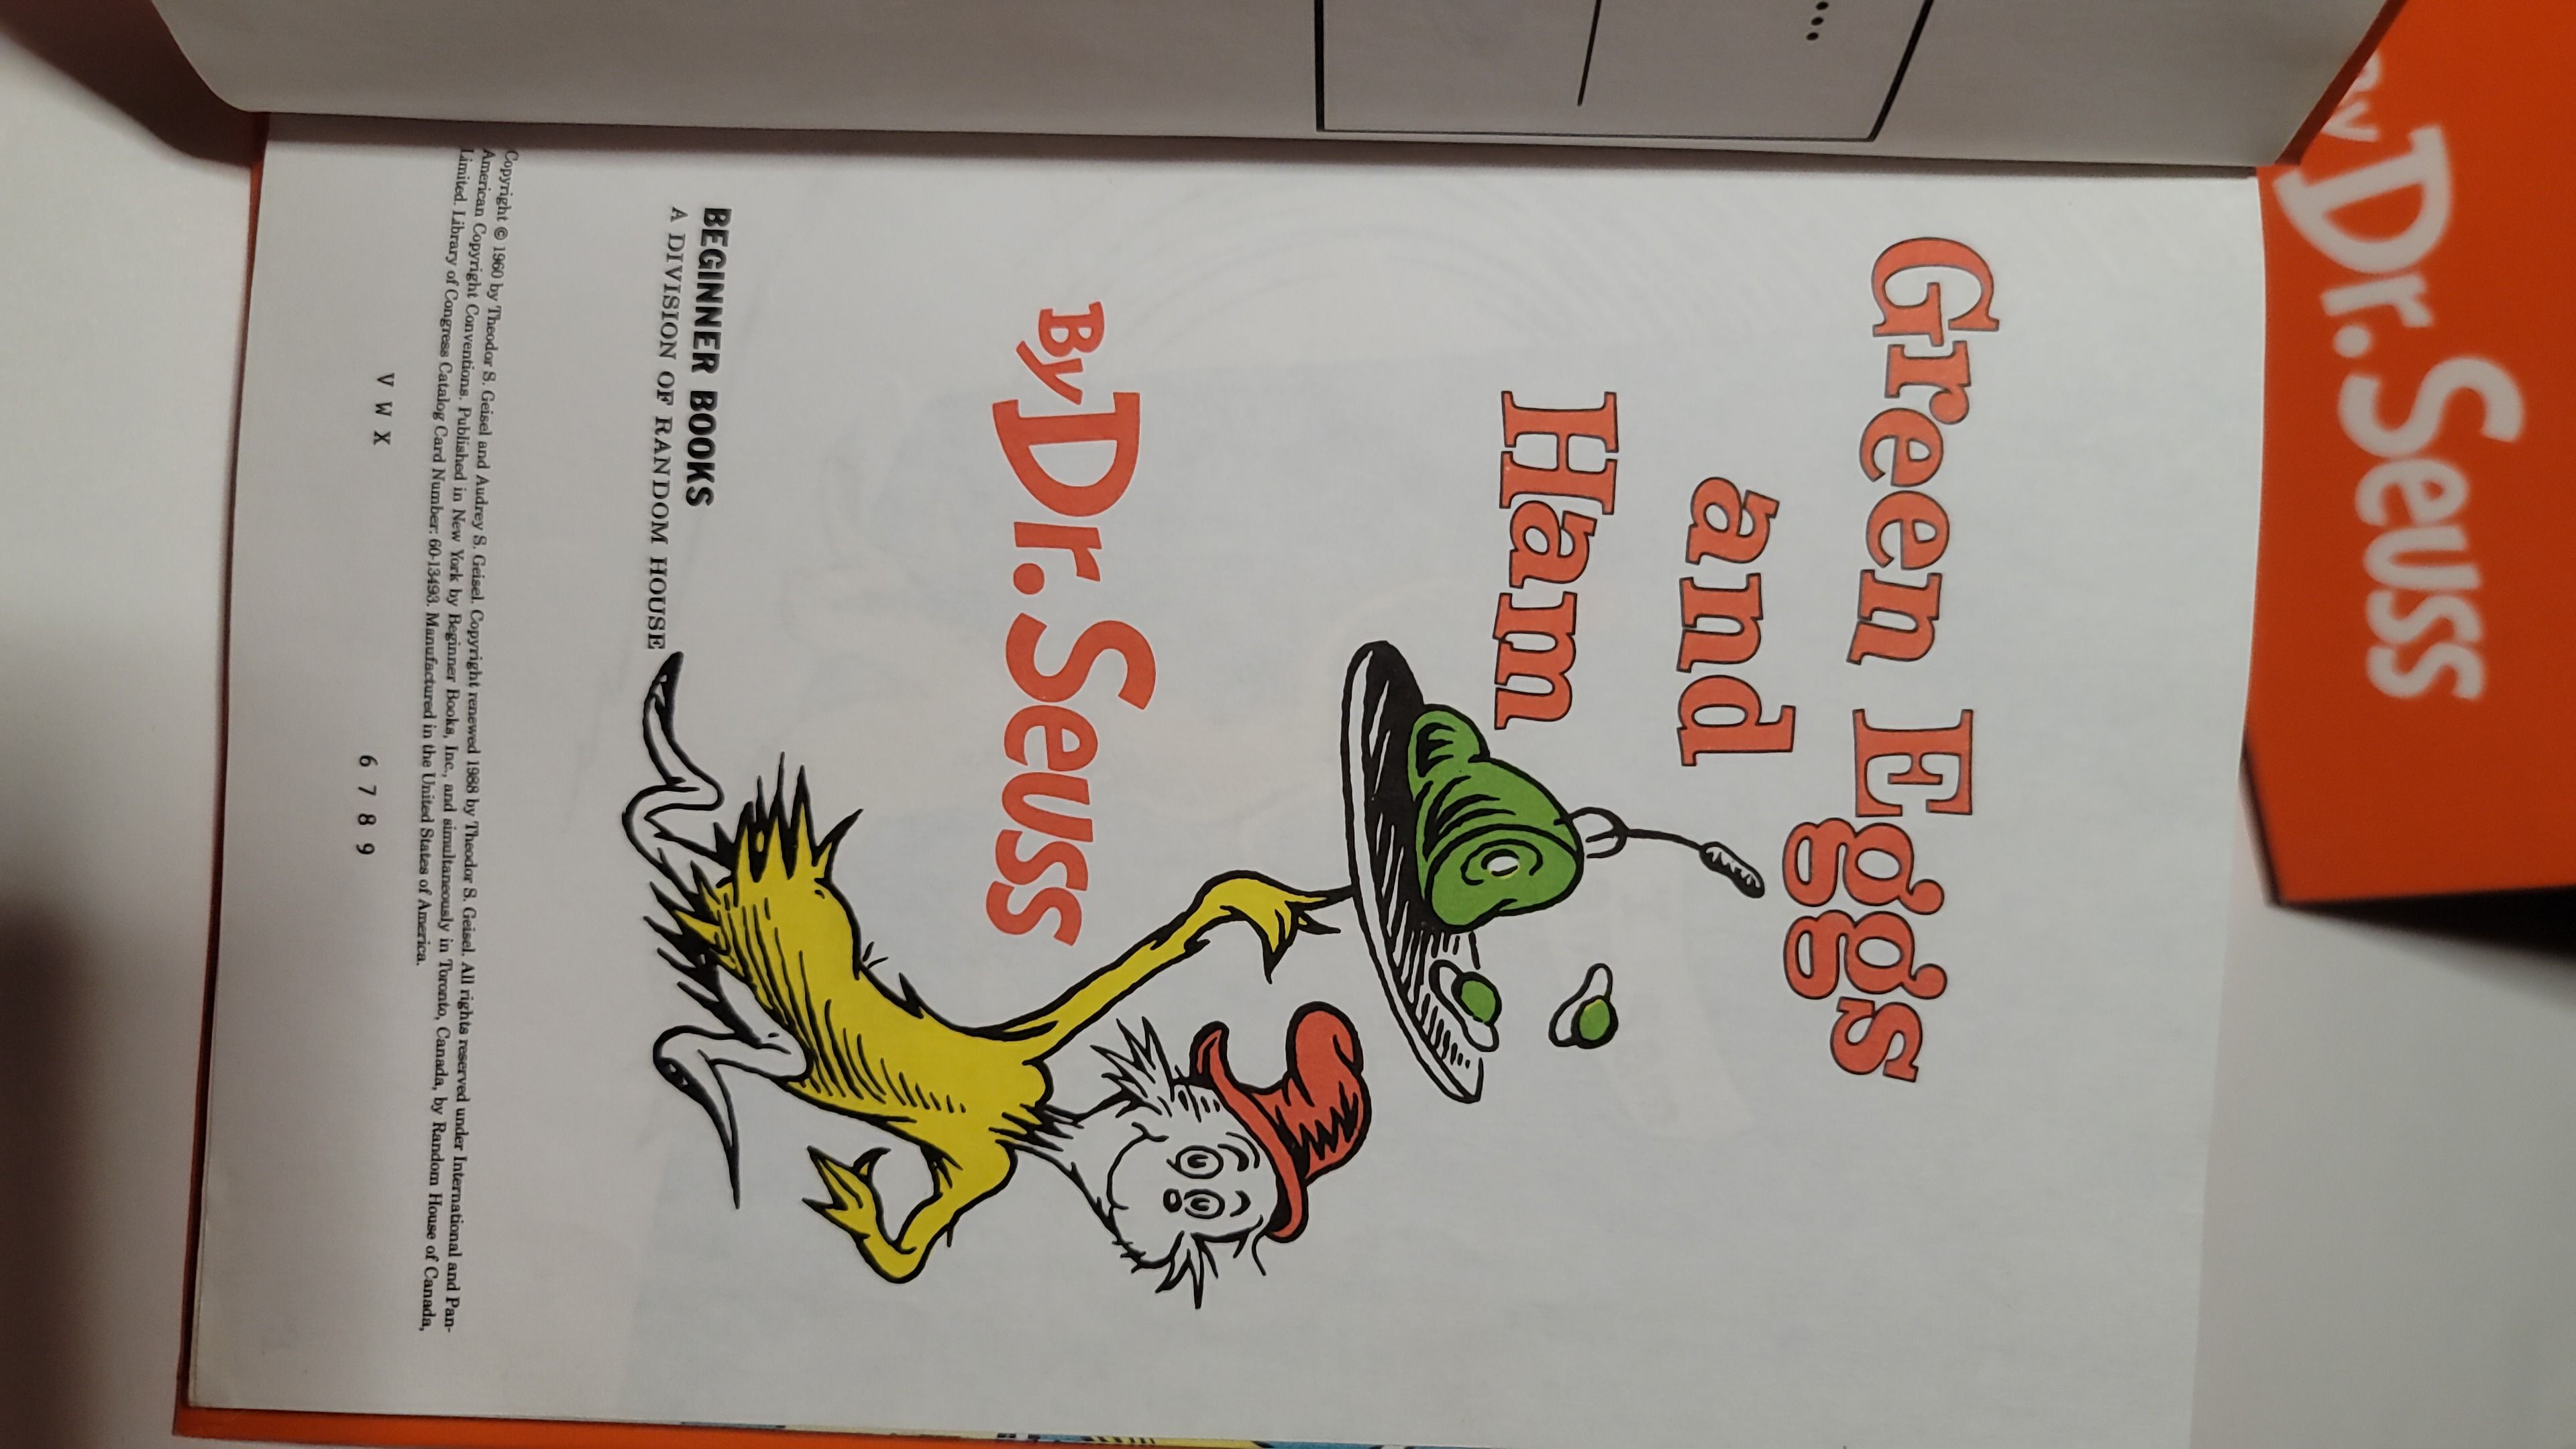 Green Eggs
and
Ham
By Dr. Seuss
BEGINNER BOOKS
A DIVISION OF RANDOM HOUSE
Copyright © 1960 by Theodor S. Geisel and Audrey S. Geisel. Copyright renewed 1988 by Theodor S. Geisel. All rights reserved under International and Pan-
American Copyright Conventions. Published in New York by Beginner Books, Inc., and simultaneously in Toronto, Canada, by Random House of Canada,
Limited. Library of Congress Catalog Card Number: 60-13493. Manufactured in the United States of America.
V W X 6 7 8 9
by Dr. Seuss